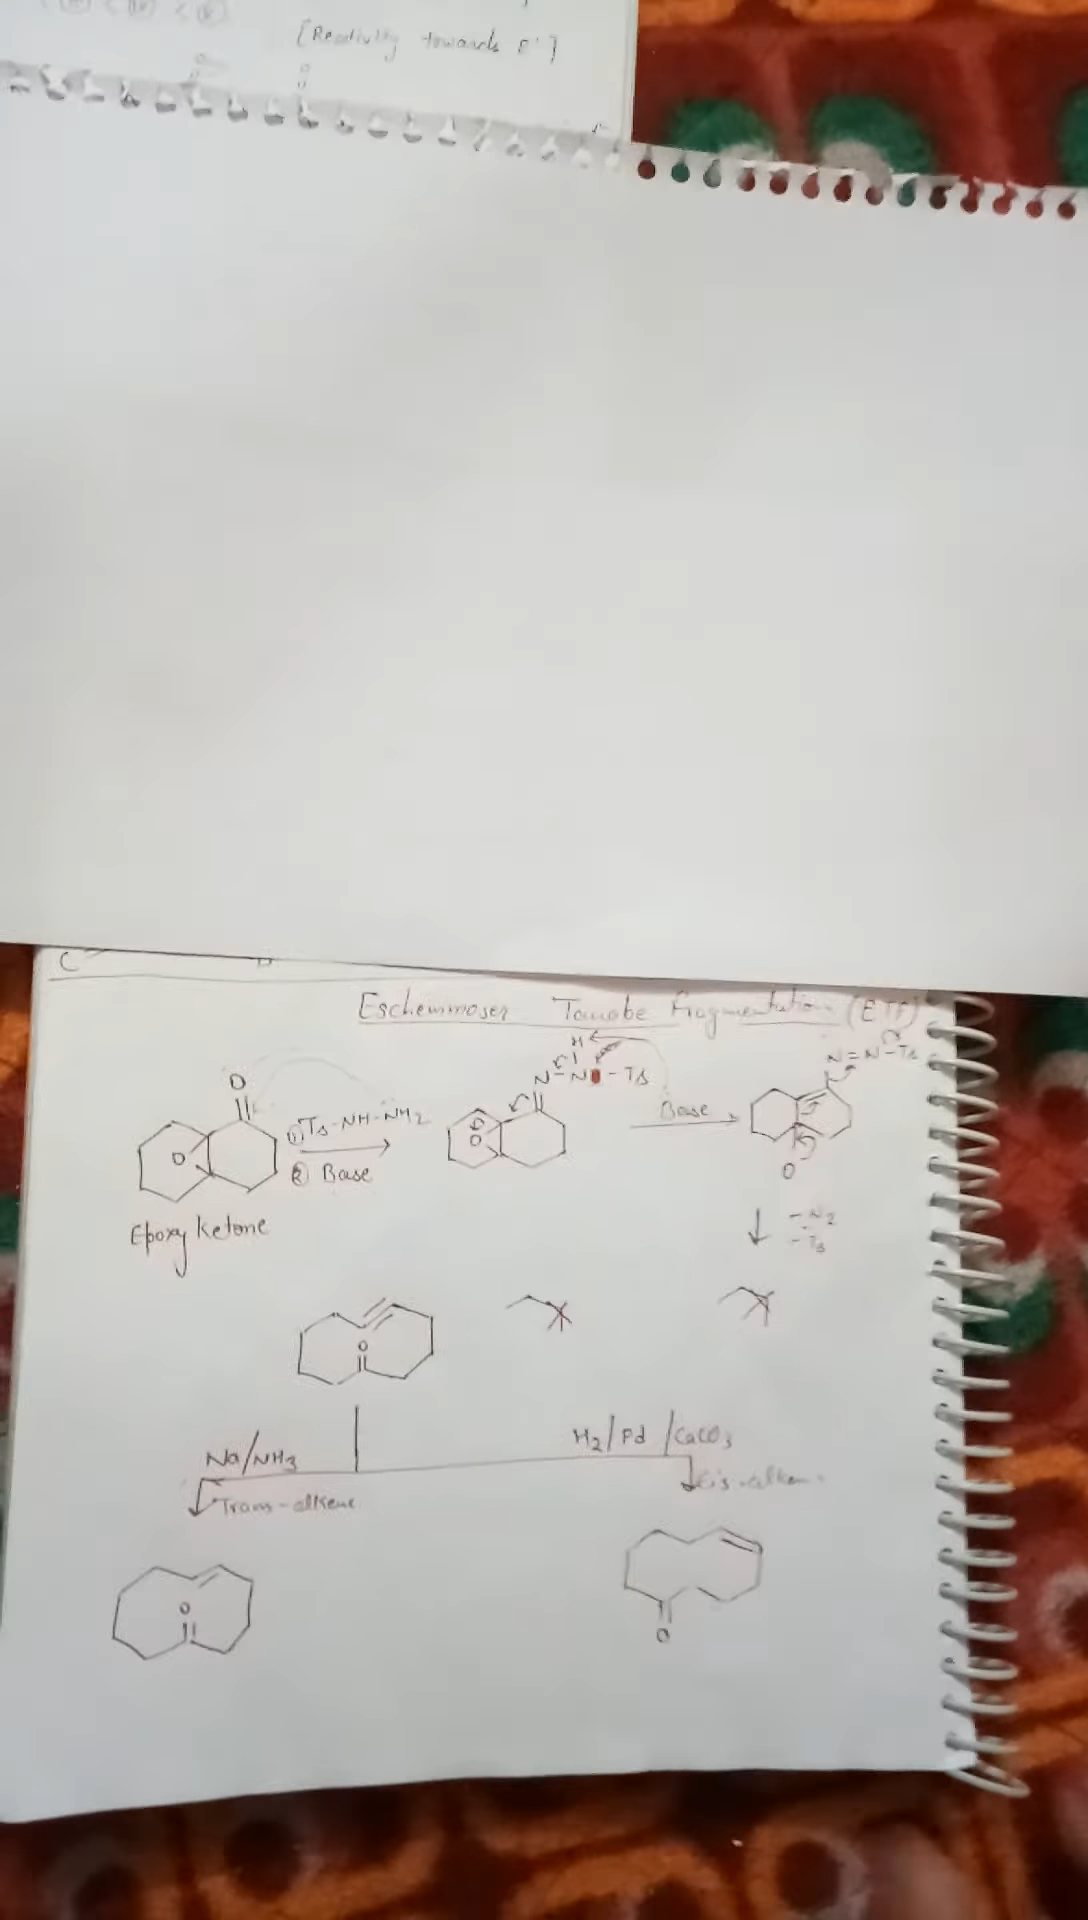 [Reactivity towards E⁺]
Eschenmoser Tanabe Fragmentation (ETF)
O
O
① Ts-NH-NH2
② Base
Epoxy ketone
H
N-N-Ts
O
Base
N=N-Ts
O
-N2
-Ts
O
Na/NH3
H2/Pd/CaCO3
Trans-alkene
Cis-alkene
O
O